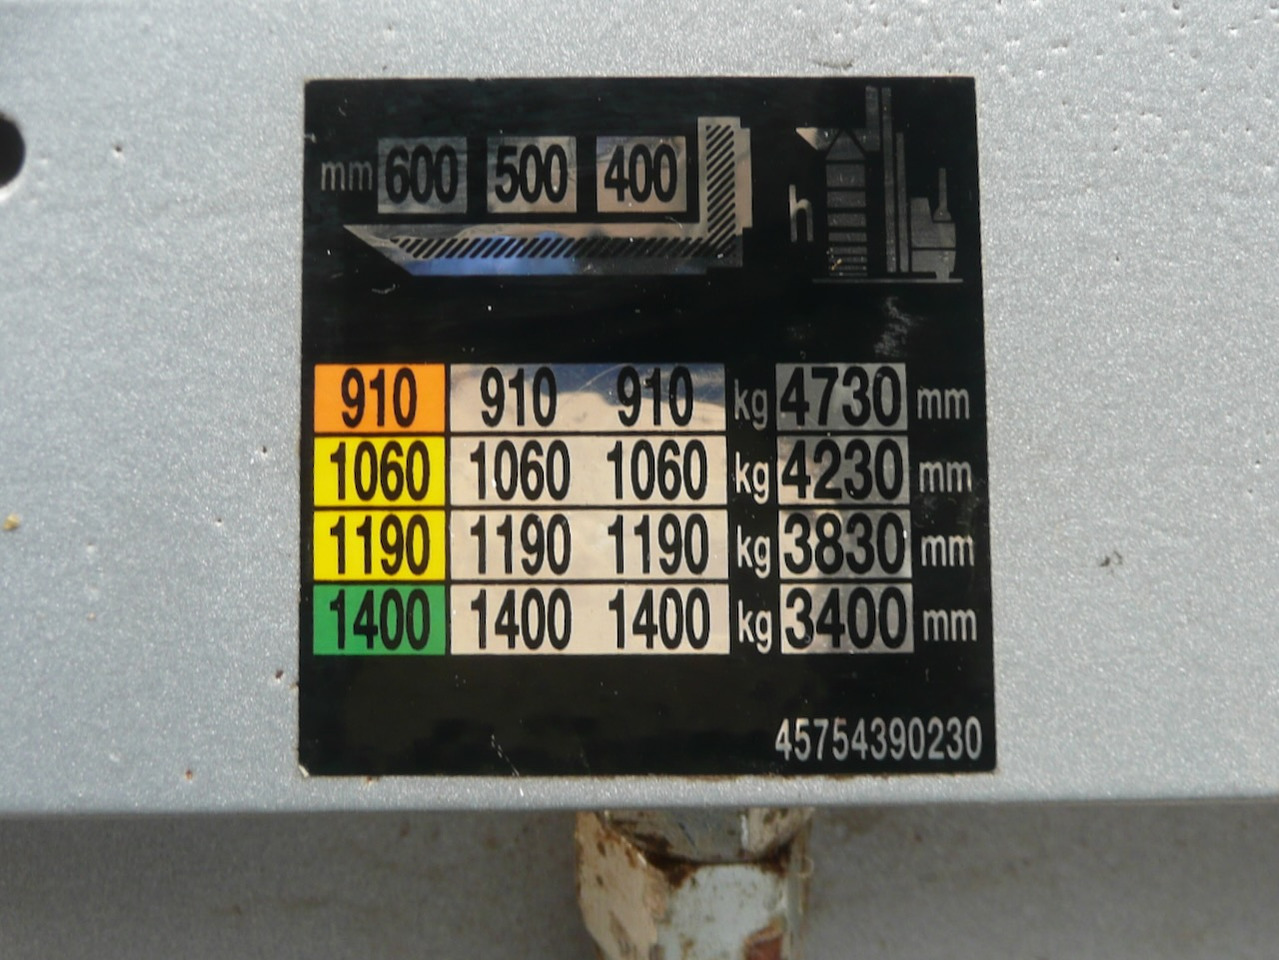 mm 600 500 400
h
910 910 910 kg 4730 mm
1060 1060 1060 kg 4230 mm
1190 1190 1190 kg 3830 mm
1400 1400 1400 kg 3400 mm
45754390230